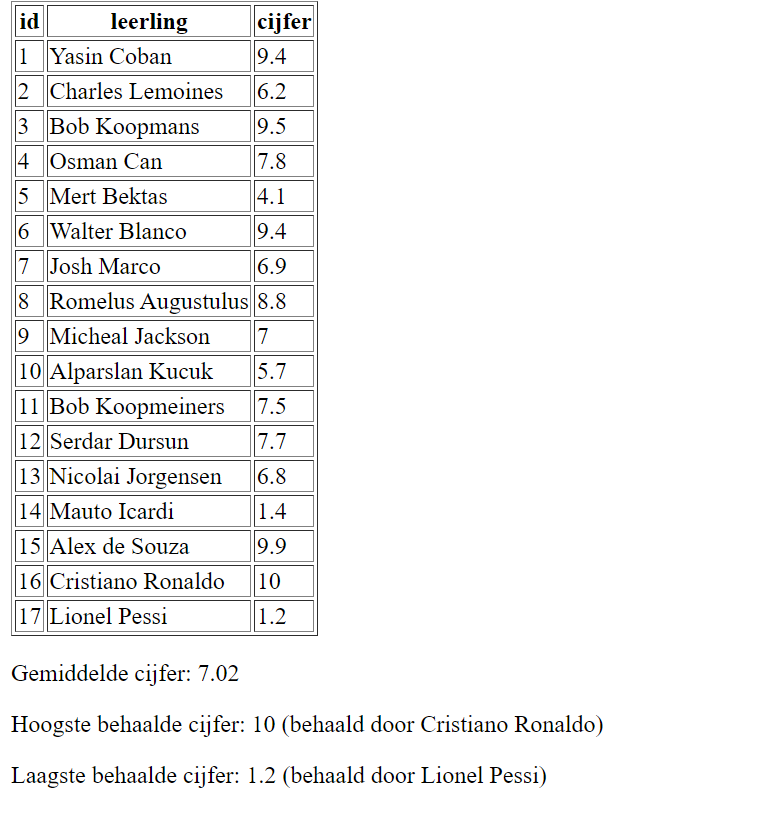 id leerling cijfer
1 Yasin Coban 9.4
2 Charles Lemoines 6.2
3 Bob Koopmans 9.5
4 Osman Can 7.8
5 Mert Bektas 4.1
6 Walter Blanco 9.4
7 Josh Marco 6.9
8 Romelus Augustulus 8.8
9 Micheal Jackson 7
10 Alparslan Kucuk 5.7
11 Bob Koopmeiners 7.5
12 Serdar Dursun 7.7
13 Nicolai Jorgensen 6.8
14 Mauto Icardi 1.4
15 Alex de Souza 9.9
16 Cristiano Ronaldo 10
17 Lionel Pessi 1.2
Gemiddelde cijfer: 7.02
Hoogste behaalde cijfer: 10 (behaald door Cristiano Ronaldo)
Laagste behaalde cijfer: 1.2 (behaald door Lionel Pessi)